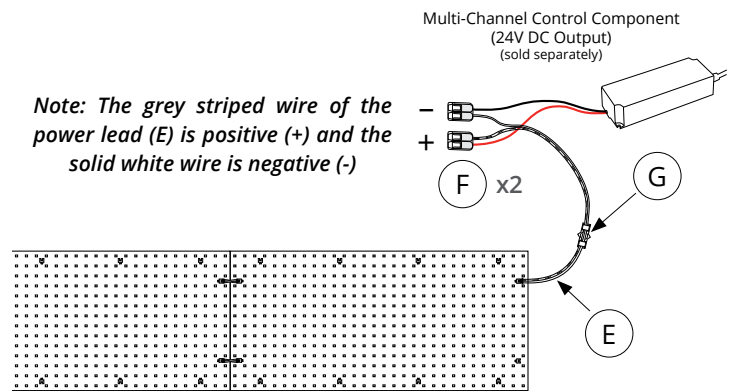 Multi-Channel Control Component
(24V DC Output)
(sold separately)
Note: The grey striped wire of the
power lead (E) is positive (+) and the
solid white wire is negative (-)
–
+
F x2
G
E